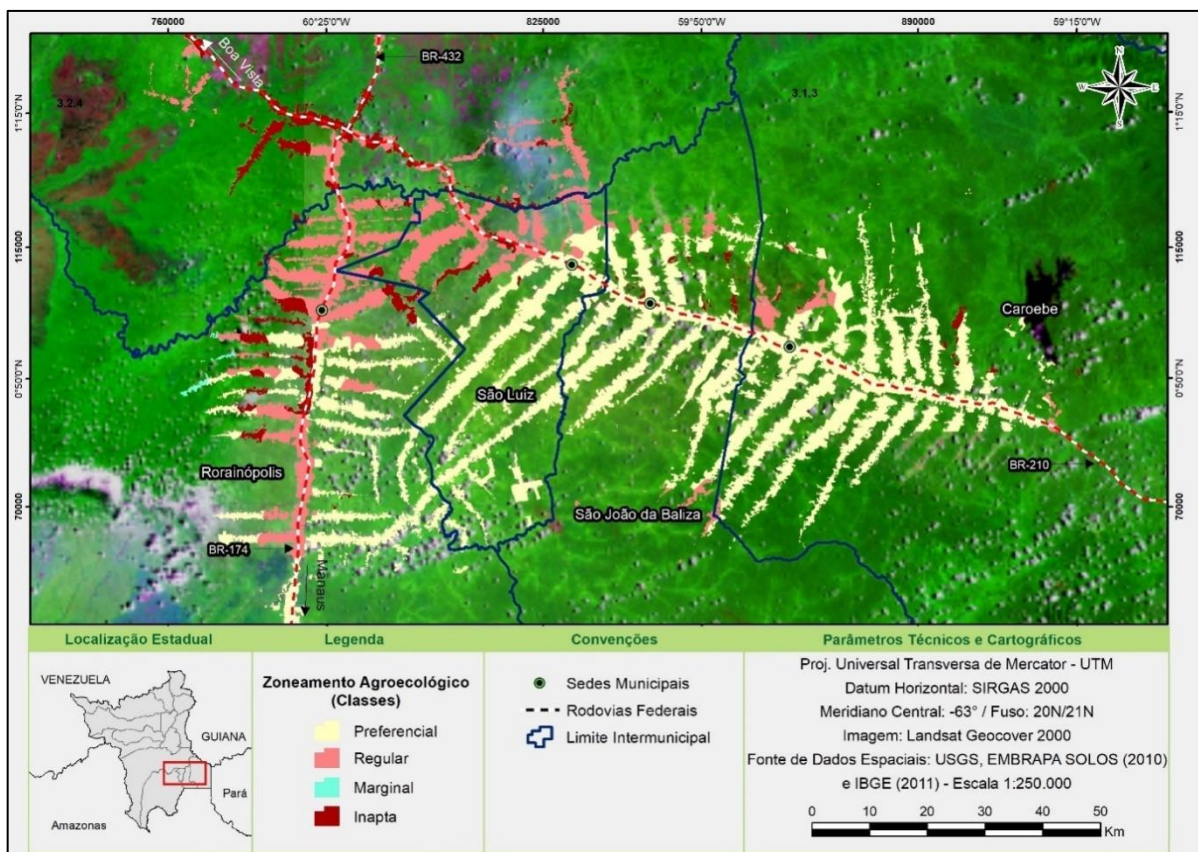 760000
60°25'0"W
825000
59°50'0"W
890000
59°15'0"W
Boa Vista
BR-432
N
W
E
S
3.2.4
3.1.3
1°15'0"N
1°15'0"N
115000
115000
Caroebe
0°50'0"N
0°50'0"N
São Luíz
Rorainópolis
BR-210
70000
São João da Baliza
70000
BR-174
Manaus
Localização Estadual
VENEZUELA
GUIANA
Pará
Amazonas
Legenda
Zoneamento Agroecológico
(Classes)
Preferencial
Regular
Marginal
Inapta
Convenções
Sedes Municipais
Rodovias Federais
Limite Intermunicipal
Parâmetros Técnicos e Cartográficos
Proj. Universal Transversa de Mercator - UTM
Datum Horizontal: SIRGAS 2000
Meridiano Central: -63° / Fuso: 20N/21N
Imagem: Landsat Geocover 2000
Fonte de Dados Espaciais: USGS, EMBRAPA SOLOS (2010)
e IBGE (2011) - Escala 1:250.000
0 10 20 30 40 50
Km